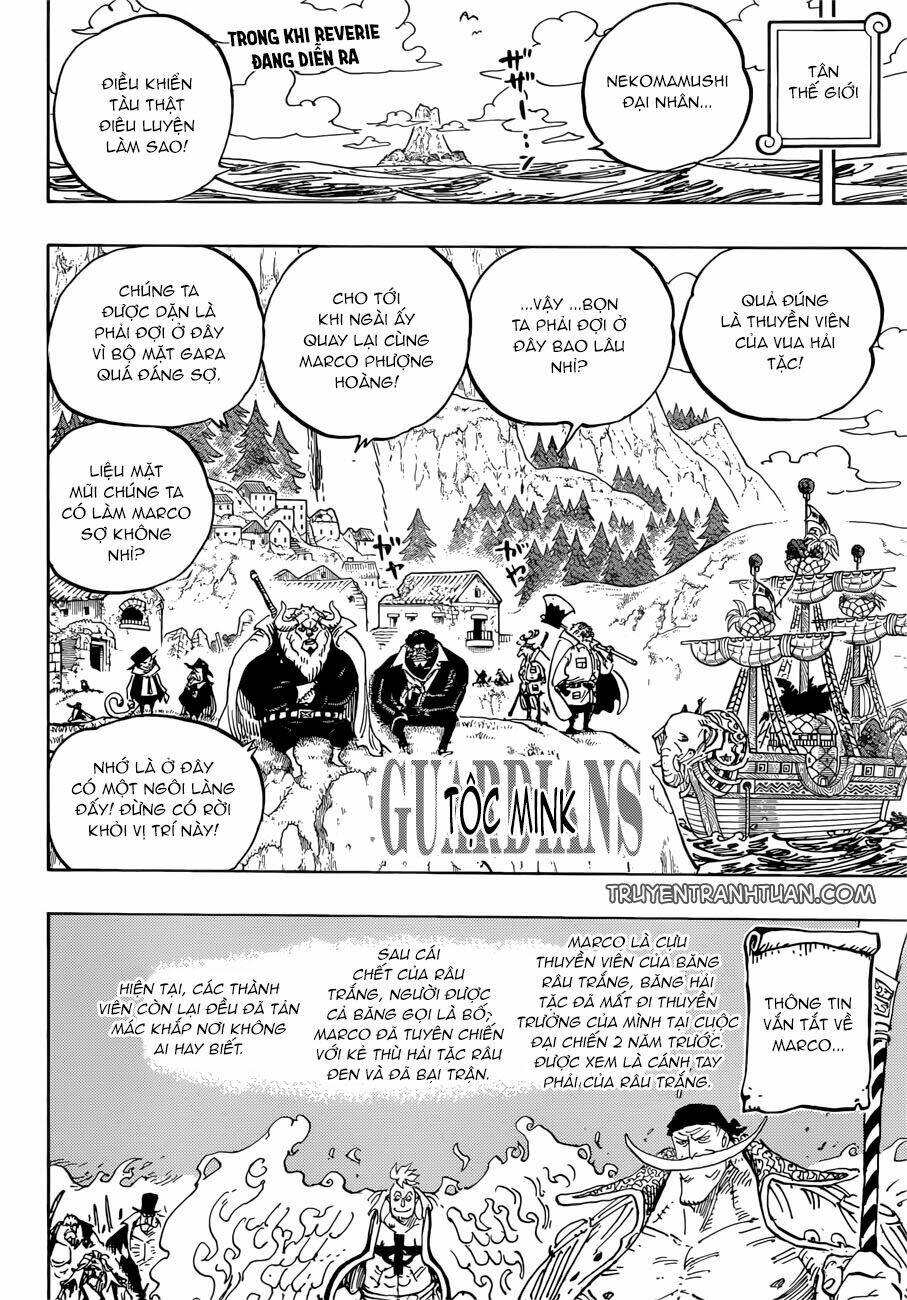 TÂN
THẾ GIỚI
NEKOMAMUSHI
ĐẠI NHÂN...
TRONG KHI REVERIE
ĐANG DIỄN RA
ĐIỀU KHIỂN
TÀU THẬT
ĐIÊU LUYỆN
LÀM SAO!
QUẢ ĐÚNG
LÀ THUYỀN VIÊN
CỦA VUA HẢI
TẶC!
...VẬY ...BỌN
TA PHẢI ĐỢI Ở
ĐÂY BAO LÂU
NHỈ?
CHO TỚI
KHI NGÀI ẤY
QUAY LẠI CÙNG
MARCO PHƯỢNG
HOÀNG!
CHÚNG TA
ĐƯỢC DẶN LÀ
PHẢI ĐỢI Ở ĐÂY
VÌ BỘ MẶT GARA
QUÁ ĐÁNG SỢ.
LIỆU MẶT
MŨI CHÚNG TA
CÓ LÀM MARCO
SỢ KHÔNG
NHỈ?
NHỚ LÀ Ở ĐÂY
CÓ MỘT NGÔI LÀNG
ĐẤY! ĐỪNG CÓ RỜI
KHỎI VỊ TRÍ NÀY!
GUARDIANS
TỘC MINK
TRUYENTRANHTUAN.COM
THÔNG TIN
VẮN TẮT VỀ
MARCO...
MARCO LÀ CỰU
THUYỀN VIÊN CỦA BĂNG
RÂU TRẮNG, BĂNG HẢI
TẶC ĐÃ MẤT ĐI THUYỀN
TRƯỞNG CỦA MÌNH TẠI CUỘC
ĐẠI CHIẾN 2 NĂM TRƯỚC.
ĐƯỢC XEM LÀ CÁNH TAY
PHẢI CỦA RÂU TRẮNG.
SAU CÁI
CHẾT CỦA RÂU
TRẮNG, NGƯỜI ĐƯỢC
CẢ BĂNG GỌI LÀ BỐ,
MARCO ĐÃ TUYÊN CHIẾN
VỚI KẺ THÙ HẢI TẶC RÂU
ĐEN VÀ ĐÃ BẠI TRẬN.
HIỆN TẠI, CÁC THÀNH
VIÊN CÒN LẠI ĐỀU ĐÃ TẢN
MÁC KHẮP NƠI KHÔNG
AI HAY BIẾT.